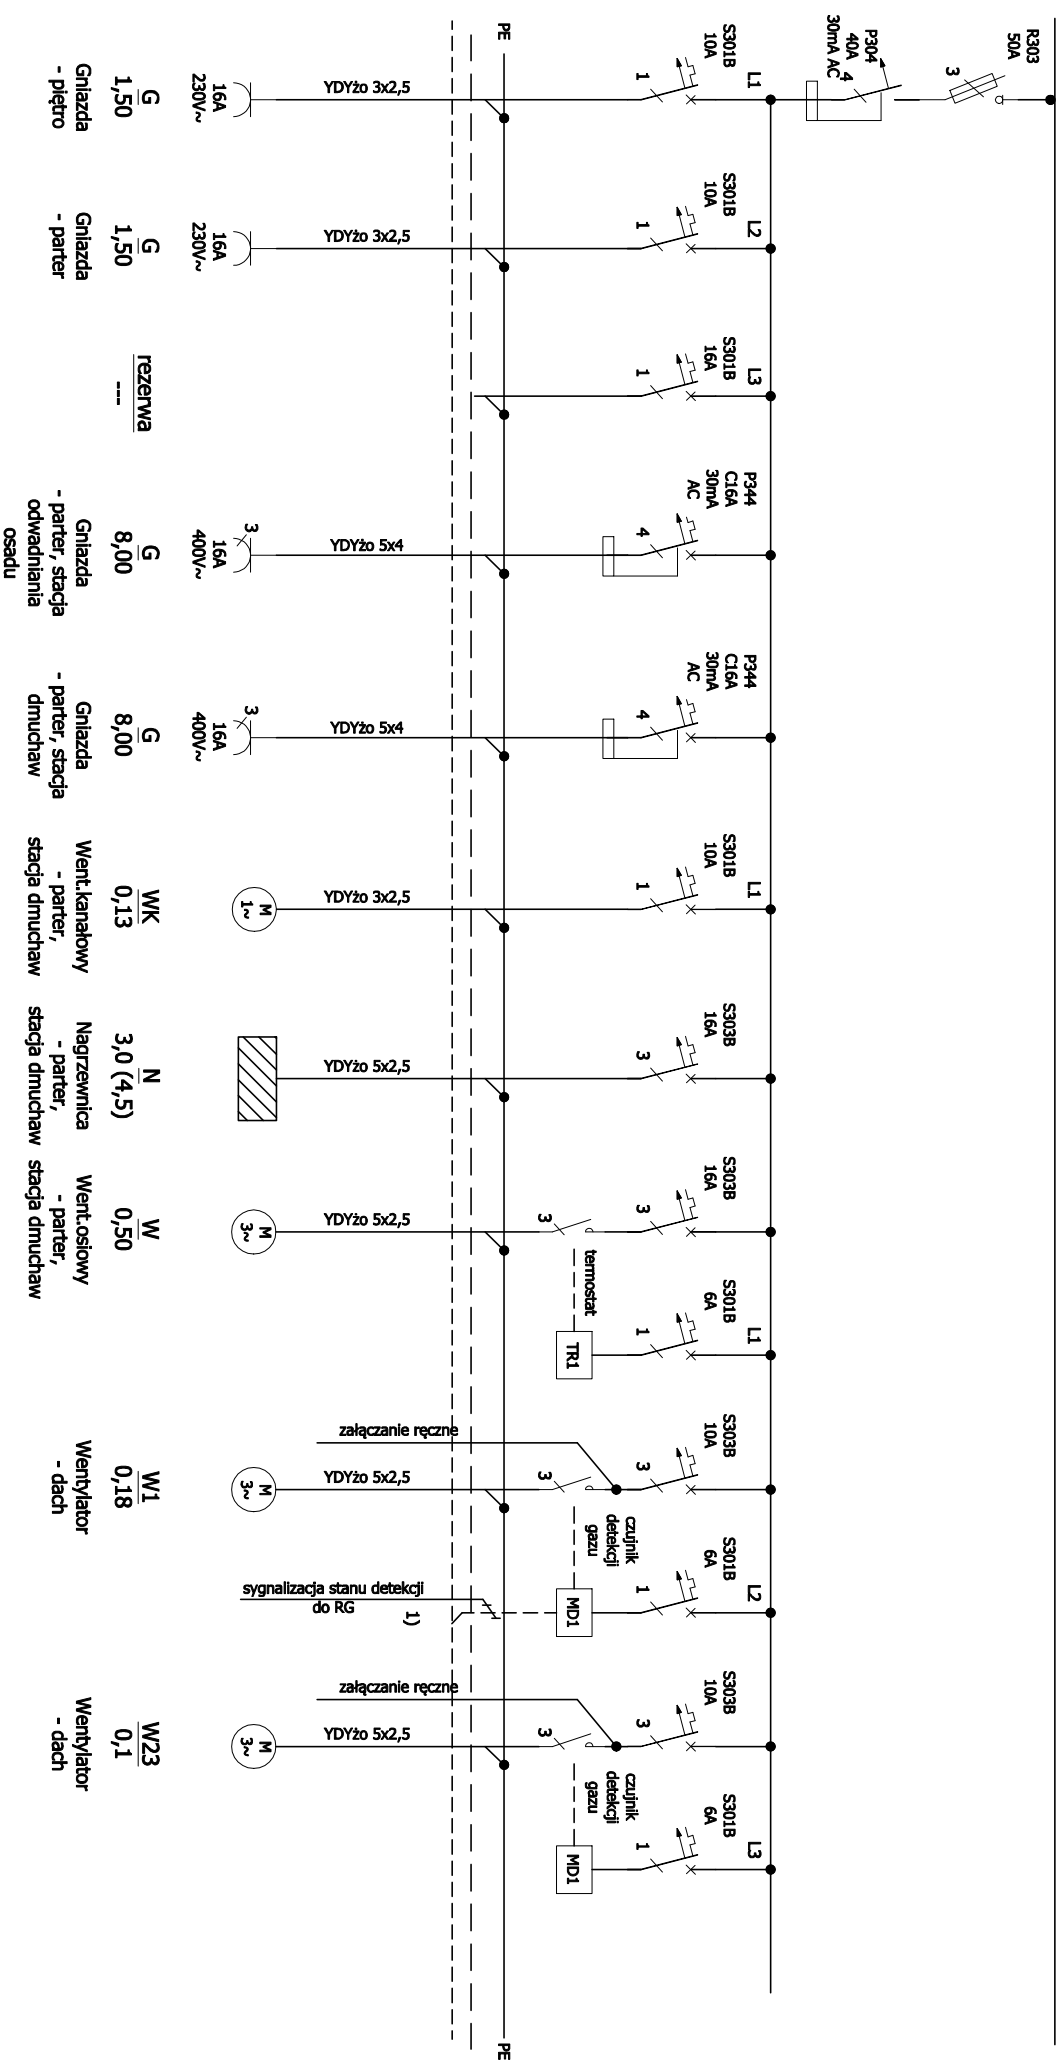 R303
50A
3
P304
40A
30mA AC
4
S301B
10A
L1
1
PE
YDYżo 3x2,5
16A
230V~
G
1,50
Gniazda
- piętro
S301B
10A
L2
1
YDYżo 3x2,5
16A
230V~
G
1,50
Gniazda
- parter
S301B
16A
L3
1
rezerwa
---
P344
C16A
30mA
AC
4
YDYżo 5x4
3
16A
400V~
G
8,00
Gniazda
- parter, stacja
odwadniania
osadu
P344
C16A
30mA
AC
4
YDYżo 5x4
3
16A
400V~
G
8,00
Gniazda
- parter, stacja
dmuchaw
S301B
10A
L1
1
YDYżo 3x2,5
M
1~
WK
0,13
Went.kanałowy
- parter,
stacja dmuchaw
S303B
16A
3
YDYżo 5x2,5
N
3,0 (4,5)
Nagrzewnica
- parter,
stacja dmuchaw
S303B
16A
3
3
YDYżo 5x2,5
M
3~
W
0,50
Went.osiowy
- parter,
stacja dmuchaw
S301B
6A
L1
1
termostat
TR1
S303B
10A
3
3
załączanie ręczne
YDYżo 5x2,5
M
3~
W1
0,18
Wentylator
- dach
S301B
6A
L2
1
czujnik
detekcji
gazu
MD1
sygnalizacja stanu detekcji
do RG
1)
S303B
10A
3
3
załączanie ręczne
YDYżo 5x2,5
M
3~
W23
0,1
Wentylator
- dach
S301B
6A
L3
1
czujnik
detekcji
gazu
MD1
PE